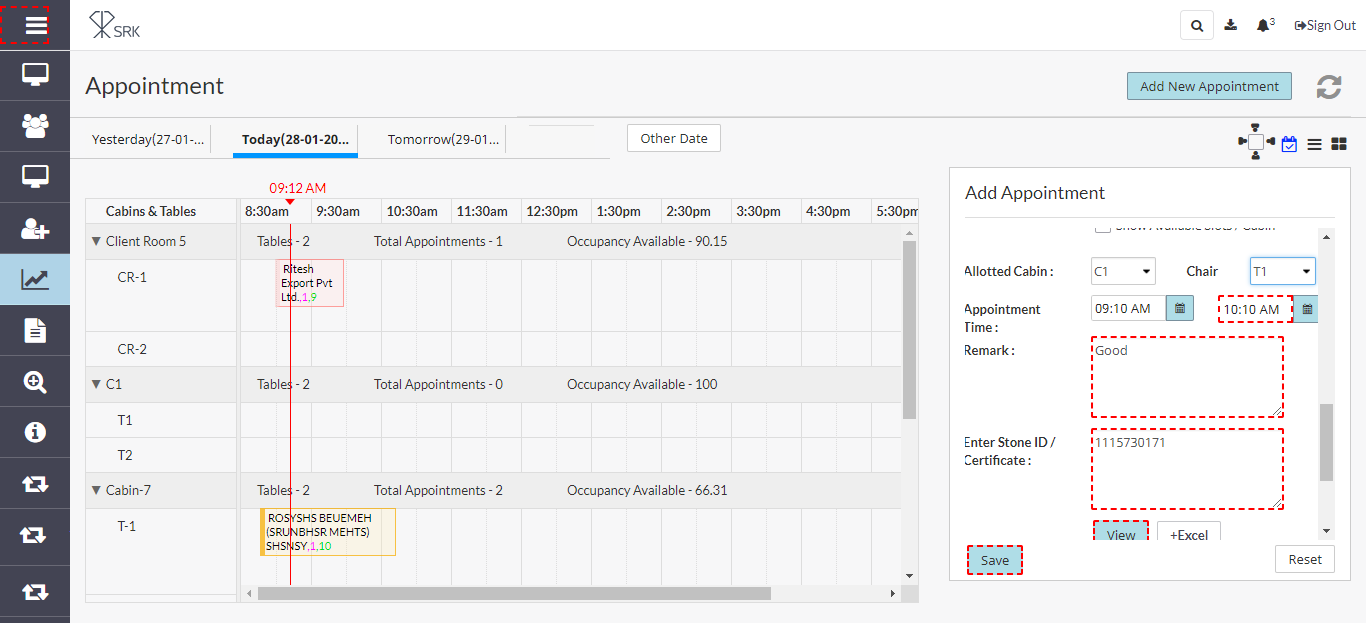 SRK
3
Sign Out
Appointment
Add New Appointment
Yesterday(27-01-...
Today(28-01-20...
Tomorrow(29-01...
Other Date
09:12 AM
Cabins & Tables
8:30am 9:30am 10:30am 11:30am 12:30pm 1:30pm 2:30pm 3:30pm 4:30pm 5:30pm
Client Room 5 Tables - 2 Total Appointments - 1 Occupancy Available - 90.15
CR-1
Ritesh
Export Pvt
Ltd.,1,9
CR-2
C1 Tables - 2 Total Appointments - 0 Occupancy Available - 100
T1
T2
Cabin-7 Tables - 2 Total Appointments - 2 Occupancy Available - 66.31
T-1
ROSYSHS BEUEMEH
(SRUNBHSR MEHTS)
SHSNSY,1,10
Add Appointment
Show Available Slots / Cabin
Allotted Cabin : C1 Chair T1
Appointment
Time : 09:10 AM 10:10 AM
Remark : Good
Enter Stone ID /
Certificate : 1115730171
View +Excel
Save Reset